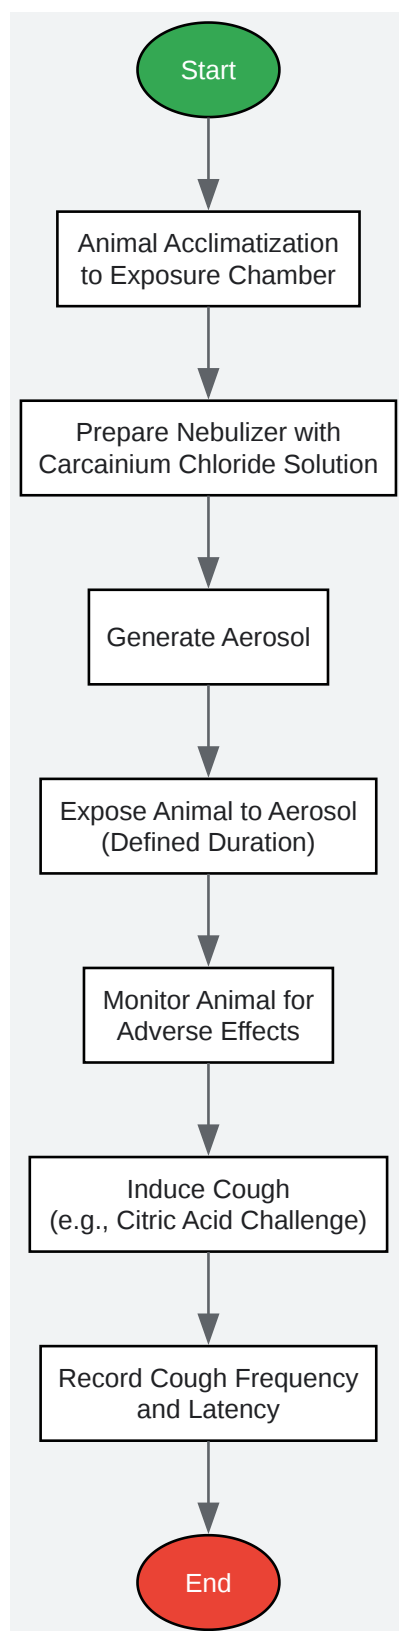 Start
Animal Acclimatization
to Exposure Chamber
Prepare Nebulizer with
Carcainium Chloride Solution
Generate Aerosol
Expose Animal to Aerosol
(Defined Duration)
Monitor Animal for
Adverse Effects
Induce Cough
(e.g., Citric Acid Challenge)
Record Cough Frequency
and Latency
End